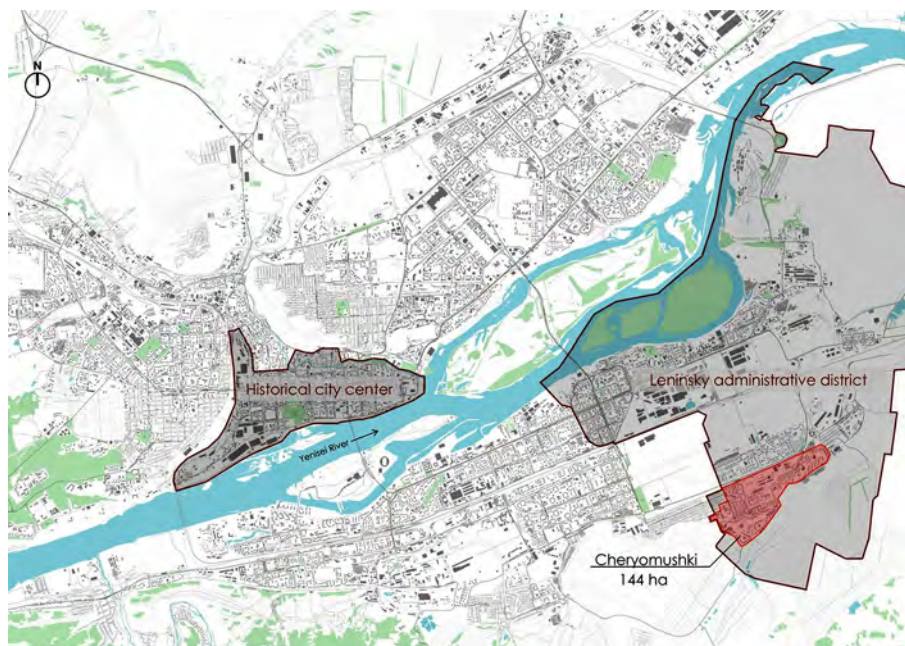 Historical city center
Leninsky administrative district
Yenisei River
Cheryomushki
144 ha